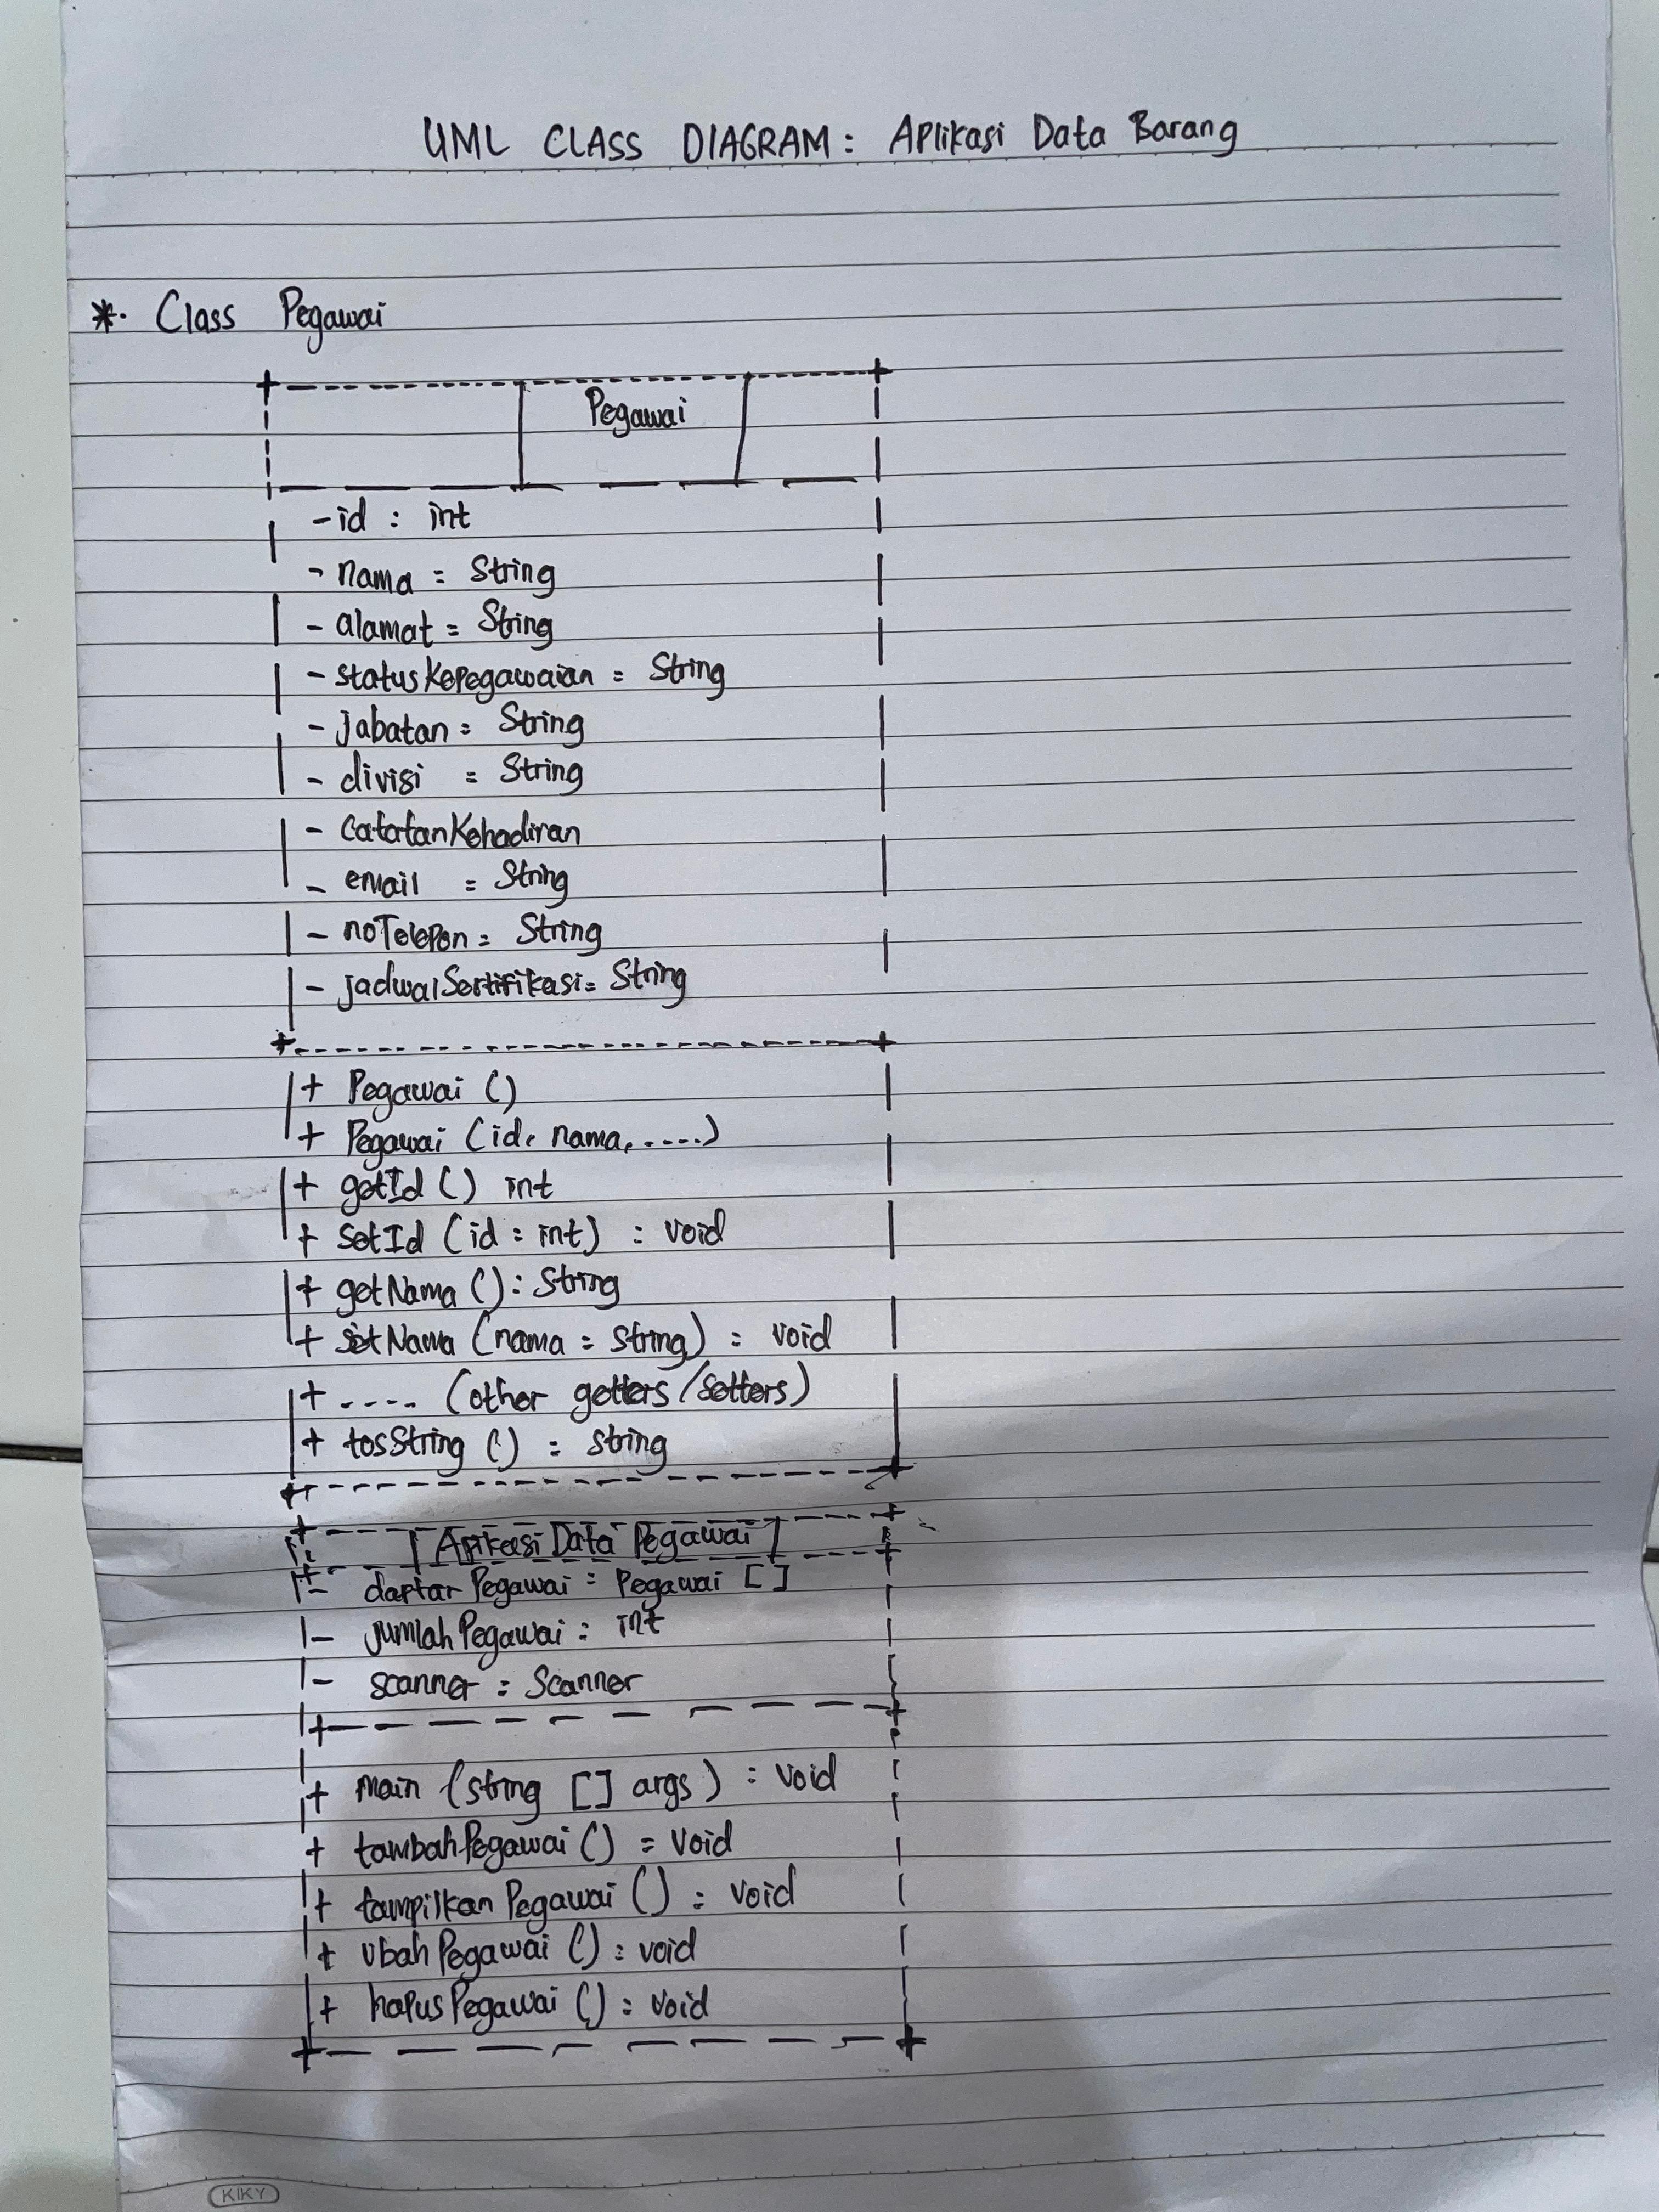 UML CLASS DIAGRAM : Aplikasi Data Barang
*. Class Pegawai
Pegawai
- id : int
- nama = String
- alamat = String
- statusKepegawaian = String
- jabatan = String
- divisi = String
- catatanKehadiran
- email = String
- noTelepon = String
- jadwalSertifikasi = String
+ Pegawai ()
+ Pegawai (id, nama, .....)
+ getId () int
+ setId (id : int) : void
+ getNama () : String
+ setNama (nama = string) : void
+ ..... (other getters/setters)
+ tosString () = string
Aplikasi Data Pegawai
- daftar Pegawai = Pegawai []
- jumlahPegawai : int
- scanner = Scanner
+ main (string [] args) : void
+ tambahPegawai () = void
+ tampilkan Pegawai () : void
+ ubah Pegawai () : void
+ hapus Pegawai () : void
KIKY